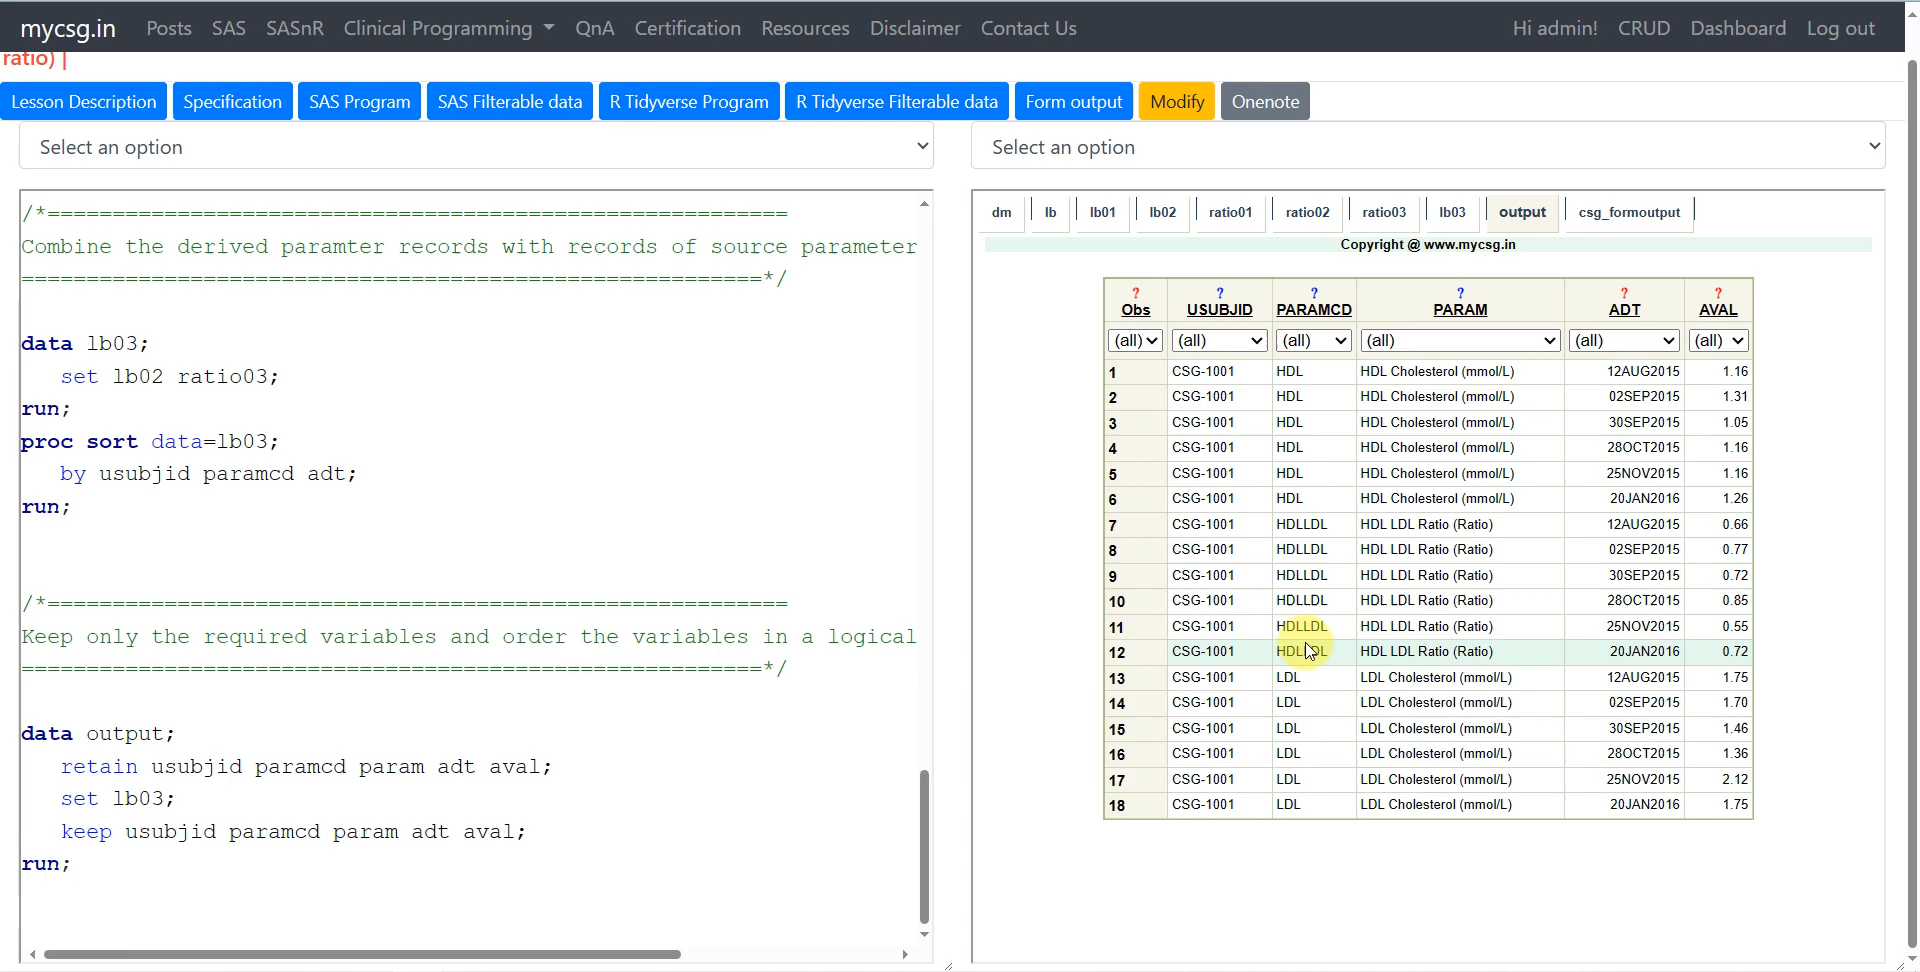 mycsg.in Posts SAS SASnR Clinical Programming QnA Certification Resources Disclaimer Contact Us Hi admin! CRUD Dashboard Log out
ratio) |
Lesson Description Specification SAS Program SAS Filterable data R Tidyverse Program R Tidyverse Filterable data Form output Modify Onenote
Select an option
/*=========================================================
Combine the derived paramter records with records of source parameter
=========================================================*/
data lb03;
set lb02 ratio03;
run;
proc sort data=lb03;
by usubjid paramcd adt;
run;
/*=========================================================
Keep only the required variables and order the variables in a logical
=========================================================*/
data output;
retain usubjid paramcd param adt aval;
set lb03;
keep usubjid paramcd param adt aval;
run;
Select an option
dm lb lb01 lb02 ratio01 ratio02 ratio03 lb03 output csg_formoutput
Copyright @ www.mycsg.in
? ? ? ? ? ?
Obs USUBJID PARAMCD PARAM ADT AVAL
(all) (all) (all) (all) (all) (all)
1 CSG-1001 HDL HDL Cholesterol (mmol/L) 12AUG2015 1.16
2 CSG-1001 HDL HDL Cholesterol (mmol/L) 02SEP2015 1.31
3 CSG-1001 HDL HDL Cholesterol (mmol/L) 30SEP2015 1.05
4 CSG-1001 HDL HDL Cholesterol (mmol/L) 28OCT2015 1.16
5 CSG-1001 HDL HDL Cholesterol (mmol/L) 25NOV2015 1.16
6 CSG-1001 HDL HDL Cholesterol (mmol/L) 20JAN2016 1.26
7 CSG-1001 HDLLDL HDL LDL Ratio (Ratio) 12AUG2015 0.66
8 CSG-1001 HDLLDL HDL LDL Ratio (Ratio) 02SEP2015 0.77
9 CSG-1001 HDLLDL HDL LDL Ratio (Ratio) 30SEP2015 0.72
10 CSG-1001 HDLLDL HDL LDL Ratio (Ratio) 28OCT2015 0.85
11 CSG-1001 HDLLDL HDL LDL Ratio (Ratio) 25NOV2015 0.55
12 CSG-1001 HDLLDL HDL LDL Ratio (Ratio) 20JAN2016 0.72
13 CSG-1001 LDL LDL Cholesterol (mmol/L) 12AUG2015 1.75
14 CSG-1001 LDL LDL Cholesterol (mmol/L) 02SEP2015 1.70
15 CSG-1001 LDL LDL Cholesterol (mmol/L) 30SEP2015 1.46
16 CSG-1001 LDL LDL Cholesterol (mmol/L) 28OCT2015 1.36
17 CSG-1001 LDL LDL Cholesterol (mmol/L) 25NOV2015 2.12
18 CSG-1001 LDL LDL Cholesterol (mmol/L) 20JAN2016 1.75